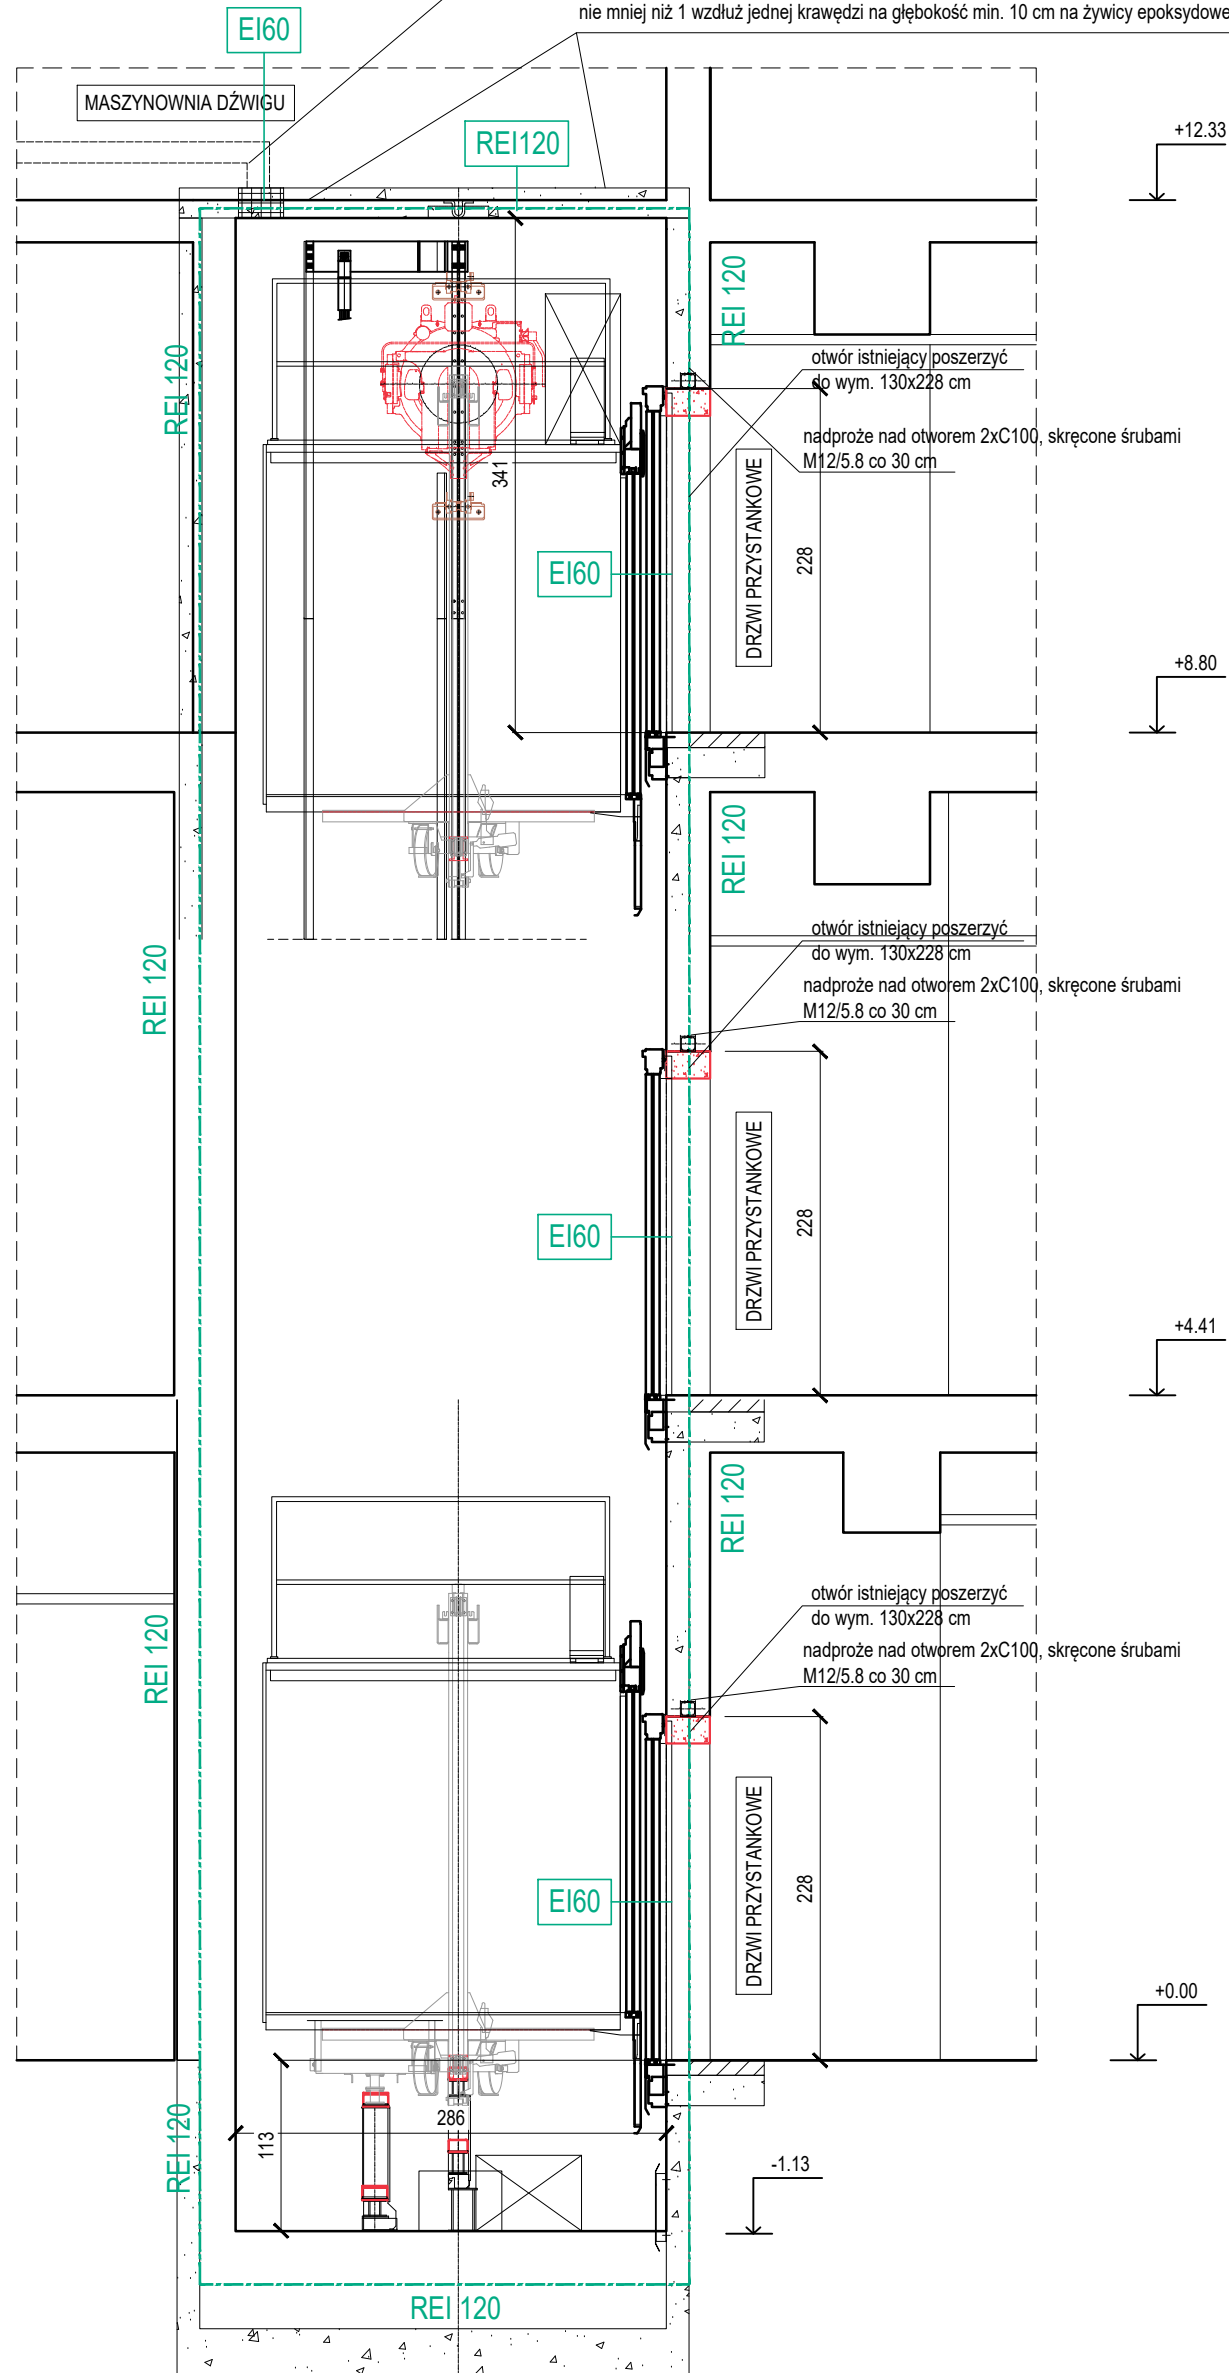 nie mniej niż 1 wzdłuż jednej krawędzi na głębokość min. 10 cm na żywicy epoksydowe
EI60
MASZYNOWNIA DŹWIGU
REI120
+12.33
REI 120
REI 120
otwór istniejący poszerzyć
do wym. 130x228 cm
nadproże nad otworem 2xC100, skręcone śrubami
M12/5.8 co 30 cm
341
EI60
DRZWI PRZYSTANKOWE
228
+8.80
REI 120
REI 120
otwór istniejący poszerzyć
do wym. 130x228 cm
nadproże nad otworem 2xC100, skręcone śrubami
M12/5.8 co 30 cm
EI60
DRZWI PRZYSTANKOWE
228
+4.41
REI 120
REI 120
otwór istniejący poszerzyć
do wym. 130x228 cm
nadproże nad otworem 2xC100, skręcone śrubami
M12/5.8 co 30 cm
EI60
DRZWI PRZYSTANKOWE
228
+0.00
REI 120
113
286
-1.13
REI 120